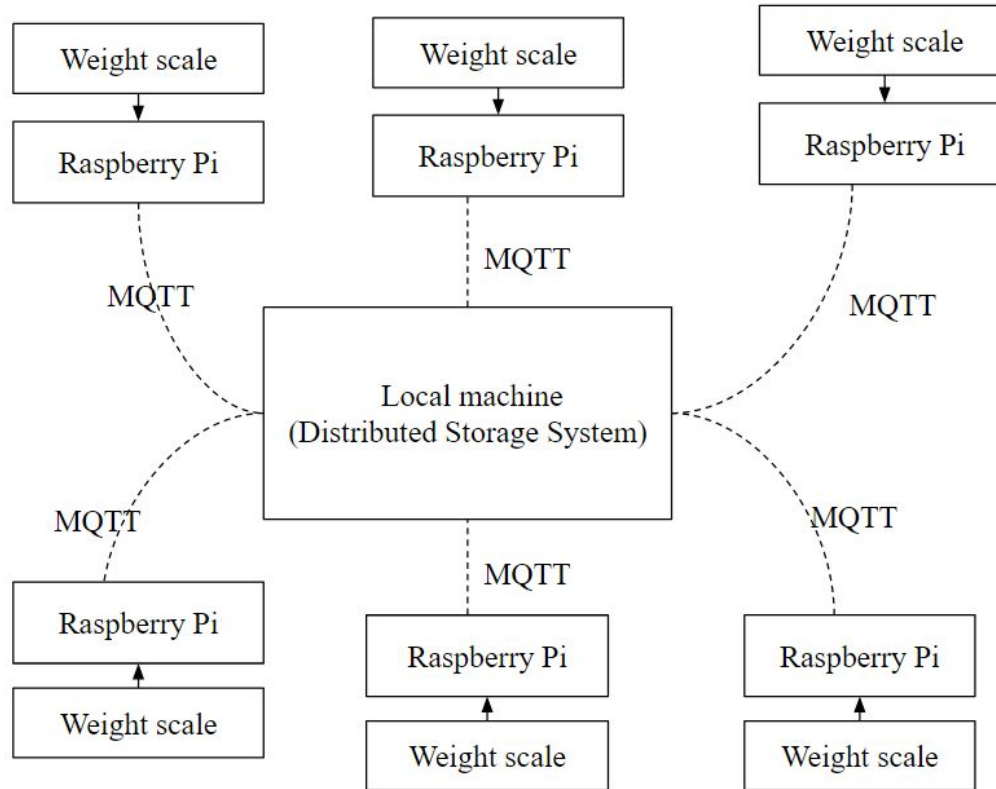 Weight scale
Weight scale
Weight scale
Raspberry Pi
Raspberry Pi
Raspberry Pi
MQTT
MQTT
MQTT
Local machine
(Distributed Storage System)
MQTT
MQTT
MQTT
Raspberry Pi
Raspberry Pi
Raspberry Pi
Weight scale
Weight scale
Weight scale